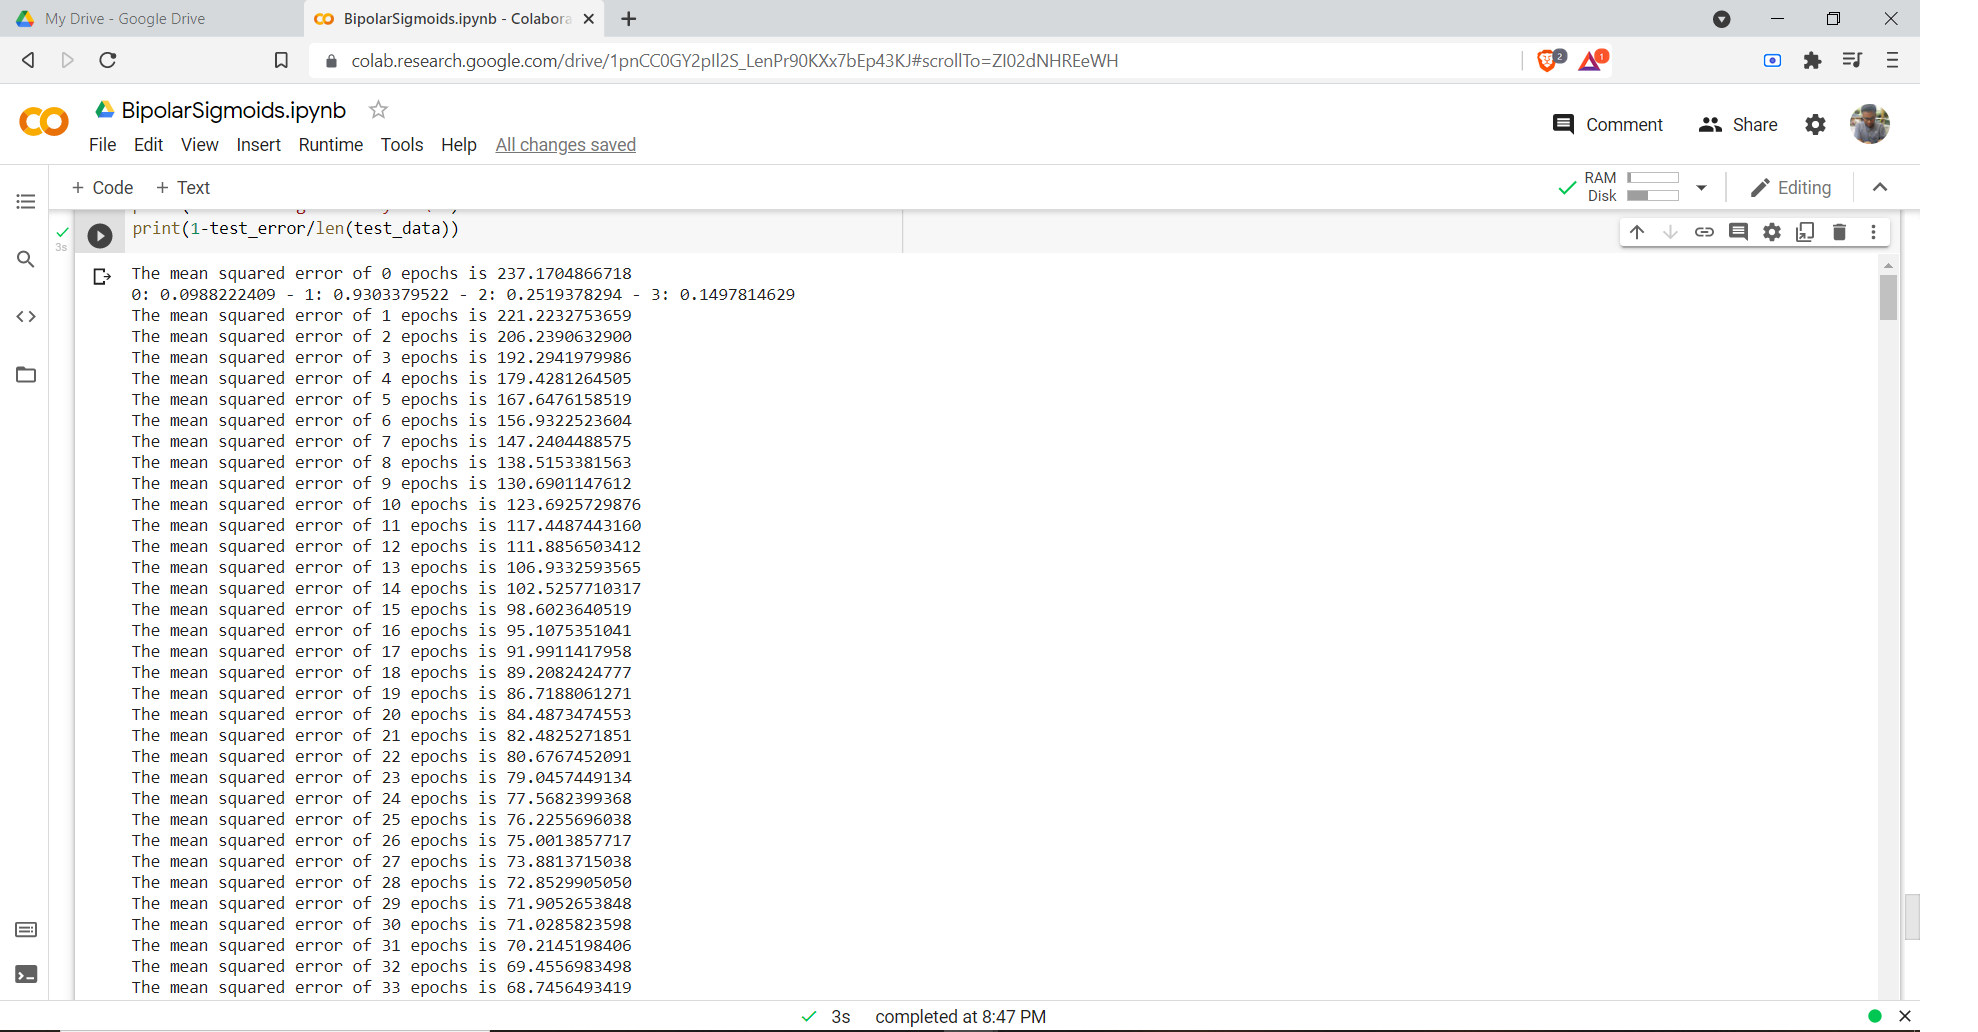 My Drive - Google Drive
BipolarSigmoids.ipynb - Colabora
colab.research.google.com/drive/1pnCC0GY2pIl2S_LenPr90KXx7bEp43KJ#scrollTo=ZI02dNHREeWH
2
1
BipolarSigmoids.ipynb
Comment
Share
File Edit View Insert Runtime Tools Help All changes saved
+ Code + Text
RAM
Disk
Editing
print(1-test_error/len(test_data))
3s
The mean squared error of 0 epochs is 237.1704866718
0: 0.0988222409 - 1: 0.9303379522 - 2: 0.2519378294 - 3: 0.1497814629
The mean squared error of 1 epochs is 221.2232753659
The mean squared error of 2 epochs is 206.2390632900
The mean squared error of 3 epochs is 192.2941979986
The mean squared error of 4 epochs is 179.4281264505
The mean squared error of 5 epochs is 167.6476158519
The mean squared error of 6 epochs is 156.9322523604
The mean squared error of 7 epochs is 147.2404488575
The mean squared error of 8 epochs is 138.5153381563
The mean squared error of 9 epochs is 130.6901147612
The mean squared error of 10 epochs is 123.6925729876
The mean squared error of 11 epochs is 117.4487443160
The mean squared error of 12 epochs is 111.8856503412
The mean squared error of 13 epochs is 106.9332593565
The mean squared error of 14 epochs is 102.5257710317
The mean squared error of 15 epochs is 98.6023640519
The mean squared error of 16 epochs is 95.1075351041
The mean squared error of 17 epochs is 91.9911417958
The mean squared error of 18 epochs is 89.2082424777
The mean squared error of 19 epochs is 86.7188061271
The mean squared error of 20 epochs is 84.4873474553
The mean squared error of 21 epochs is 82.4825271851
The mean squared error of 22 epochs is 80.6767452091
The mean squared error of 23 epochs is 79.0457449134
The mean squared error of 24 epochs is 77.5682399368
The mean squared error of 25 epochs is 76.2255696038
The mean squared error of 26 epochs is 75.0013857717
The mean squared error of 27 epochs is 73.8813715038
The mean squared error of 28 epochs is 72.8529905050
The mean squared error of 29 epochs is 71.9052653848
The mean squared error of 30 epochs is 71.0285823598
The mean squared error of 31 epochs is 70.2145198406
The mean squared error of 32 epochs is 69.4556983498
The mean squared error of 33 epochs is 68.7456493419
3s completed at 8:47 PM